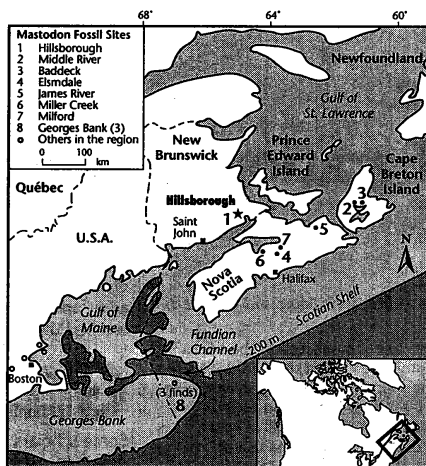 68° 64° 60°
Mastodon Fossil Sites
1 Hillsborough
2 Middle River
3 Baddeck
4 Elsmdale
5 James River
6 Miller Creek
7 Milford
8 Georges Bank (3)
Others in the region
0 100
km
Newfoundland
Gulf of
St. Lawrence
New
Brunswick
Prince
Edward
Island
Cape
Breton
Island
Québec
Hillsborough
1
3
2
Saint
John
5
U.S.A.
7
6 4
N
Nova
Scotia
Halifax
Gulf of
Maine
Scotian Shelf
Fundian
Channel
200 m
Boston
(3 finds)
8
Georges Bank